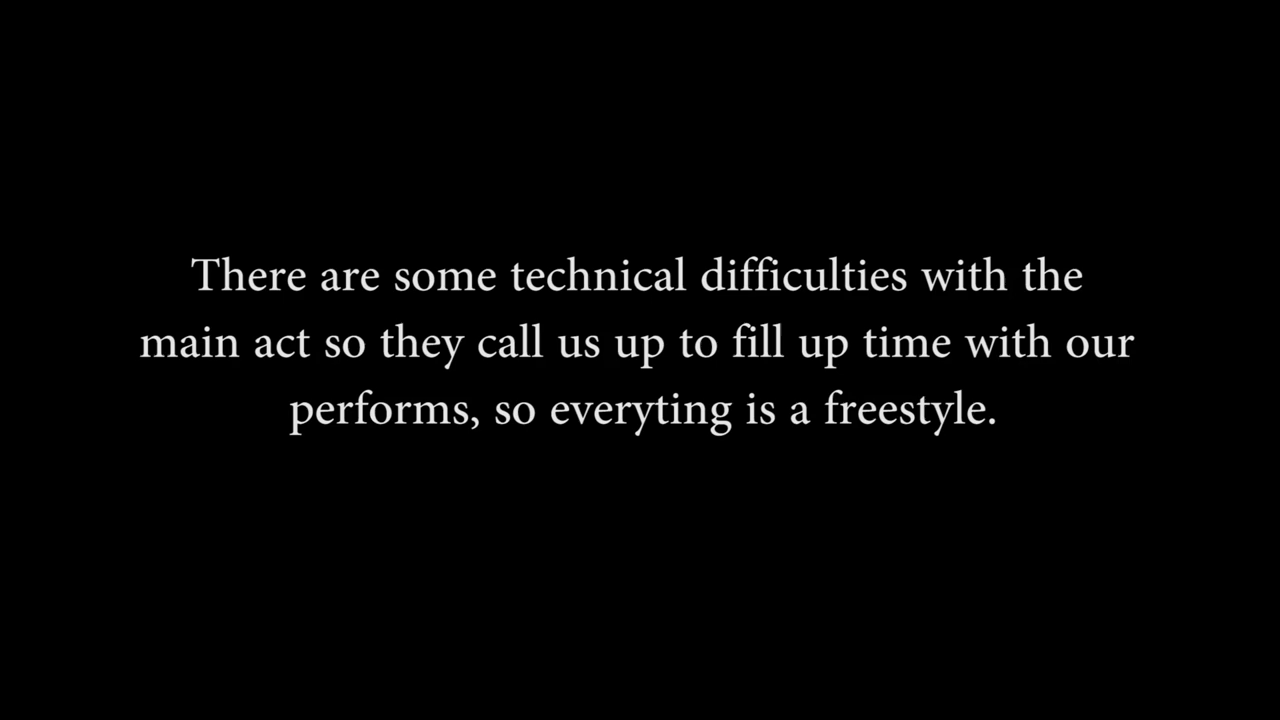 There are some technical difficulties with the
main act so they call us up to fill up time with our
performs, so everyting is a freestyle.